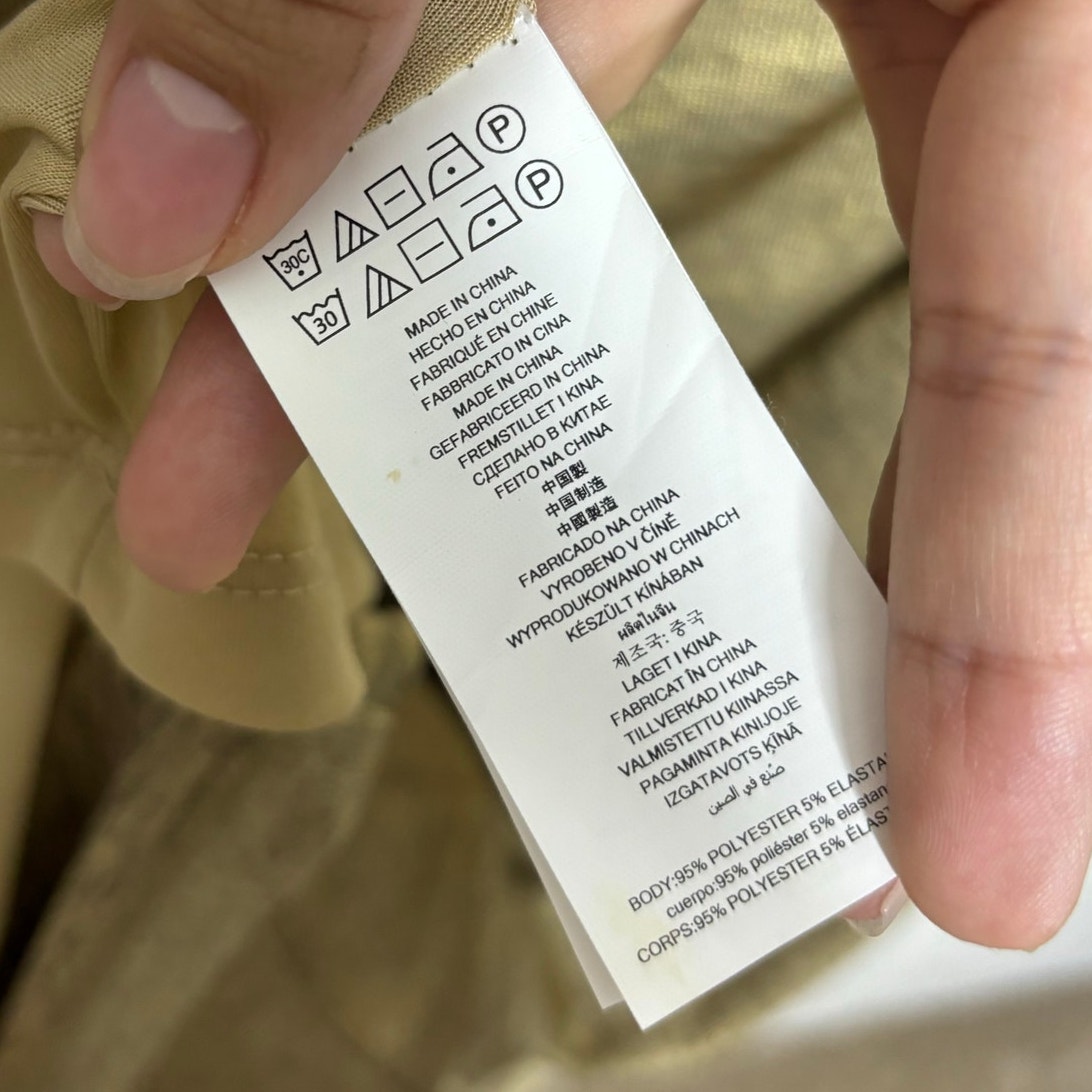 30C P
30 P
MADE IN CHINA
HECHO EN CHINA
FABRIQUÉ EN CHINE
FABBRICATO IN CINA
MADE IN CHINA
GEFABRICEERD IN CHINA
FREMSTILLET I KINA
СДЕЛАНО В КИТАЕ
FEITO NA CHINA
中国製
中国制造
中國製造
FABRICADO NA CHINA
VYROBENO V ČÍNĚ
WYPRODUKOWANO W CHINACH
KÉSZÜLT KÍNÁBAN
ผลิตในจีน
제조국: 중국
LAGET I KINA
FABRICAT ÎN CHINA
TILLVERKAD I KINA
VALMISTETTU KIINASSA
PAGAMINTA KINIJOJE
IZGATAVOTS ĶĪNĀ
صنع في الصين
BODY:95% POLYESTER 5% ELASTA
cuerpo:95% poliéster 5% elastan
CORPS:95% POLYESTER 5% ÉLAST